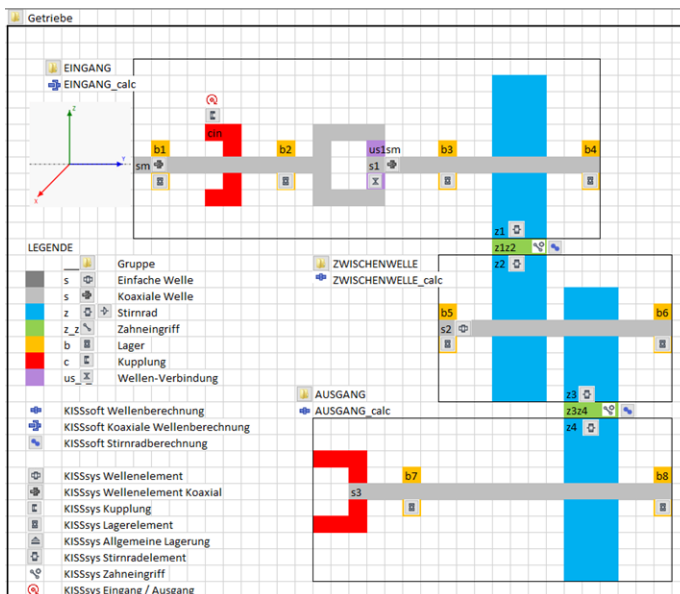 Getriebe
EINGANG
EINGANG_calc
z
y
x
cin
b1
b2
us1sm
b3
b4
sm
s1
z1
z1z2
z2
LEGENDE
__ Gruppe
s Einfache Welle
s Koaxiale Welle
z Stirnrad
z_z Zahneingriff
b Lager
c Kupplung
us_ Wellen-Verbindung
ZWISCHENWELLE
ZWISCHENWELLE_calc
b5
b6
s2
z3
z3z4
z4
AUSGANG
AUSGANG_calc
b7
b8
s3
KISSsoft Wellenberechnung
KISSsoft Koaxiale Wellenberechnung
KISSsoft Stirnradberechnung
KISSsys Wellenelement
KISSsys Wellenelement Koaxial
KISSsys Kupplung
KISSsys Lagerelement
KISSsys Allgemeine Lagerung
KISSsys Stirnradelement
KISSsys Zahneingriff
KISSsys Eingang / Ausgang